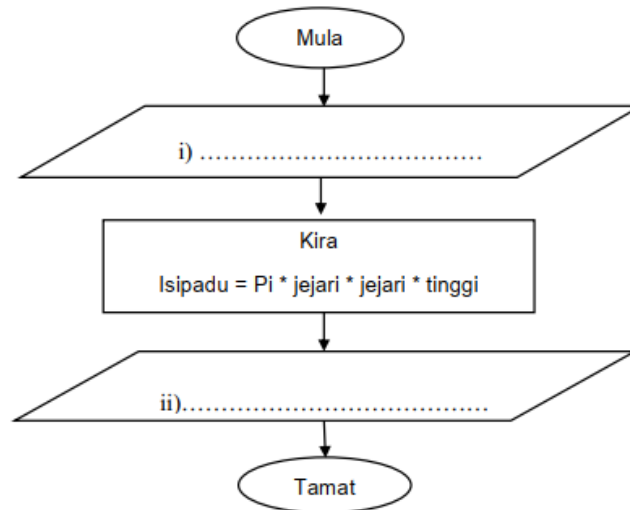 Mula
i) ....................................
Kira
Isipadu = Pi * jejari * jejari * tinggi
ii).......................................
Tamat